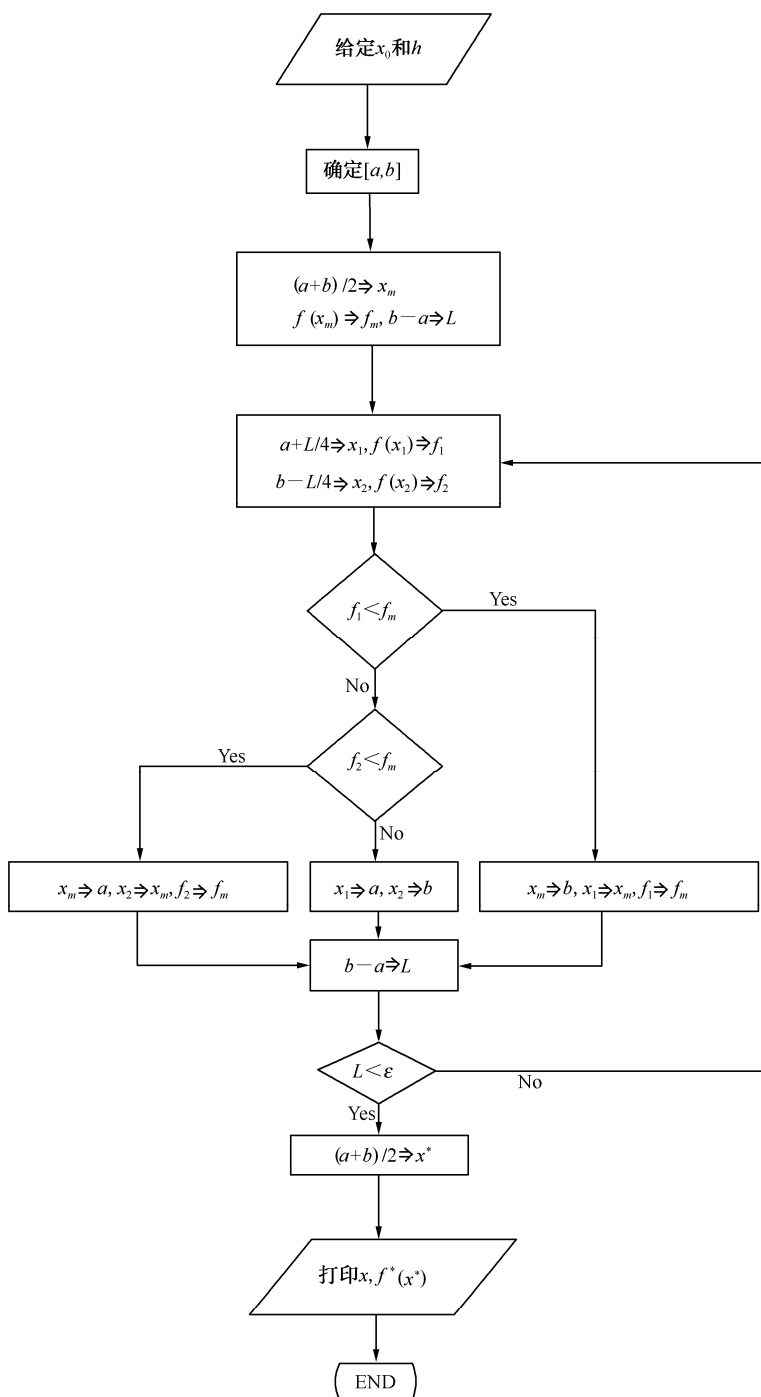 给定x₀和h
确定[a,b]
(a+b)/2⇒xₘ
f(xₘ)⇒fₘ, b−a⇒L
a+L/4⇒x₁, f(x₁)⇒f₁
b−L/4⇒x₂, f(x₂)⇒f₂
f₁<fₘ
Yes
No
Yes
f₂<fₘ
No
xₘ⇒a, x₂⇒xₘ, f₂⇒fₘ
x₁⇒a, x₂⇒b
xₘ⇒b, x₁⇒xₘ, f₁⇒fₘ
b−a⇒L
L<ε
No
Yes
(a+b)/2⇒x*
打印x, f*(x*)
END